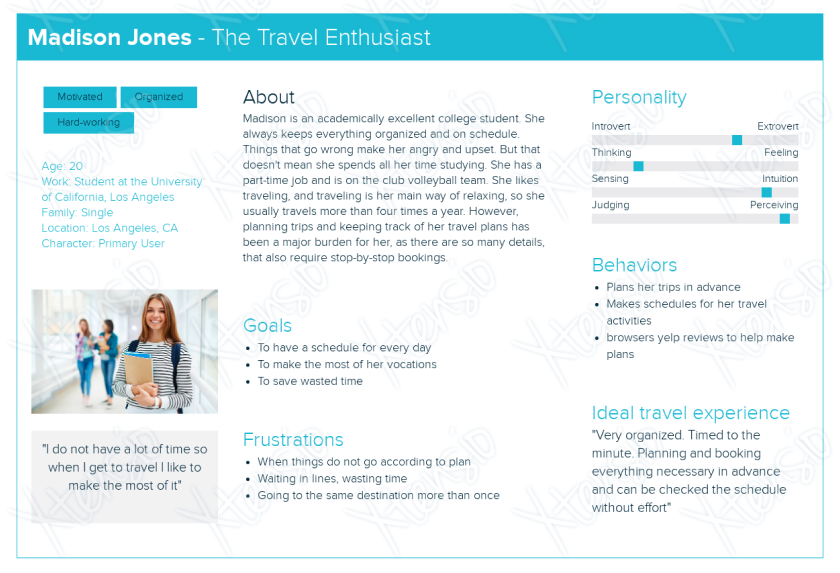 Madison Jones - The Travel Enthusiast
Motivated
Organized
Hard-working
Age: 20
Work: Student at the University
of California, Los Angeles
Family: Single
Location: Los Angeles, CA
Character: Primary User
"I do not have a lot of time so
when I get to travel I like to
make the most of it"
About
Madison is an academically excellent college student. She
always keeps everything organized and on schedule.
Things that go wrong make her angry and upset. But that
doesn't mean she spends all her time studying. She has a
part-time job and is on the club volleyball team. She likes
traveling, and traveling is her main way of relaxing, so she
usually travels more than four times a year. However,
planning trips and keeping track of her travel plans has
been a major burden for her, as there are so many details,
that also require stop-by-stop bookings.
Goals
• To have a schedule for every day
• To make the most of her vocations
• To save wasted time
Frustrations
• When things do not go according to plan
• Waiting in lines, wasting time
• Going to the same destination more than once
Personality
Introvert Extrovert
Thinking Feeling
Sensing Intuition
Judging Perceiving
Behaviors
• Plans her trips in advance
• Makes schedules for her travel
activities
• browsers yelp reviews to help make
plans
Ideal travel experience
"Very organized. Timed to the
minute. Planning and booking
everything necessary in advance
and can be checked the schedule
without effort"